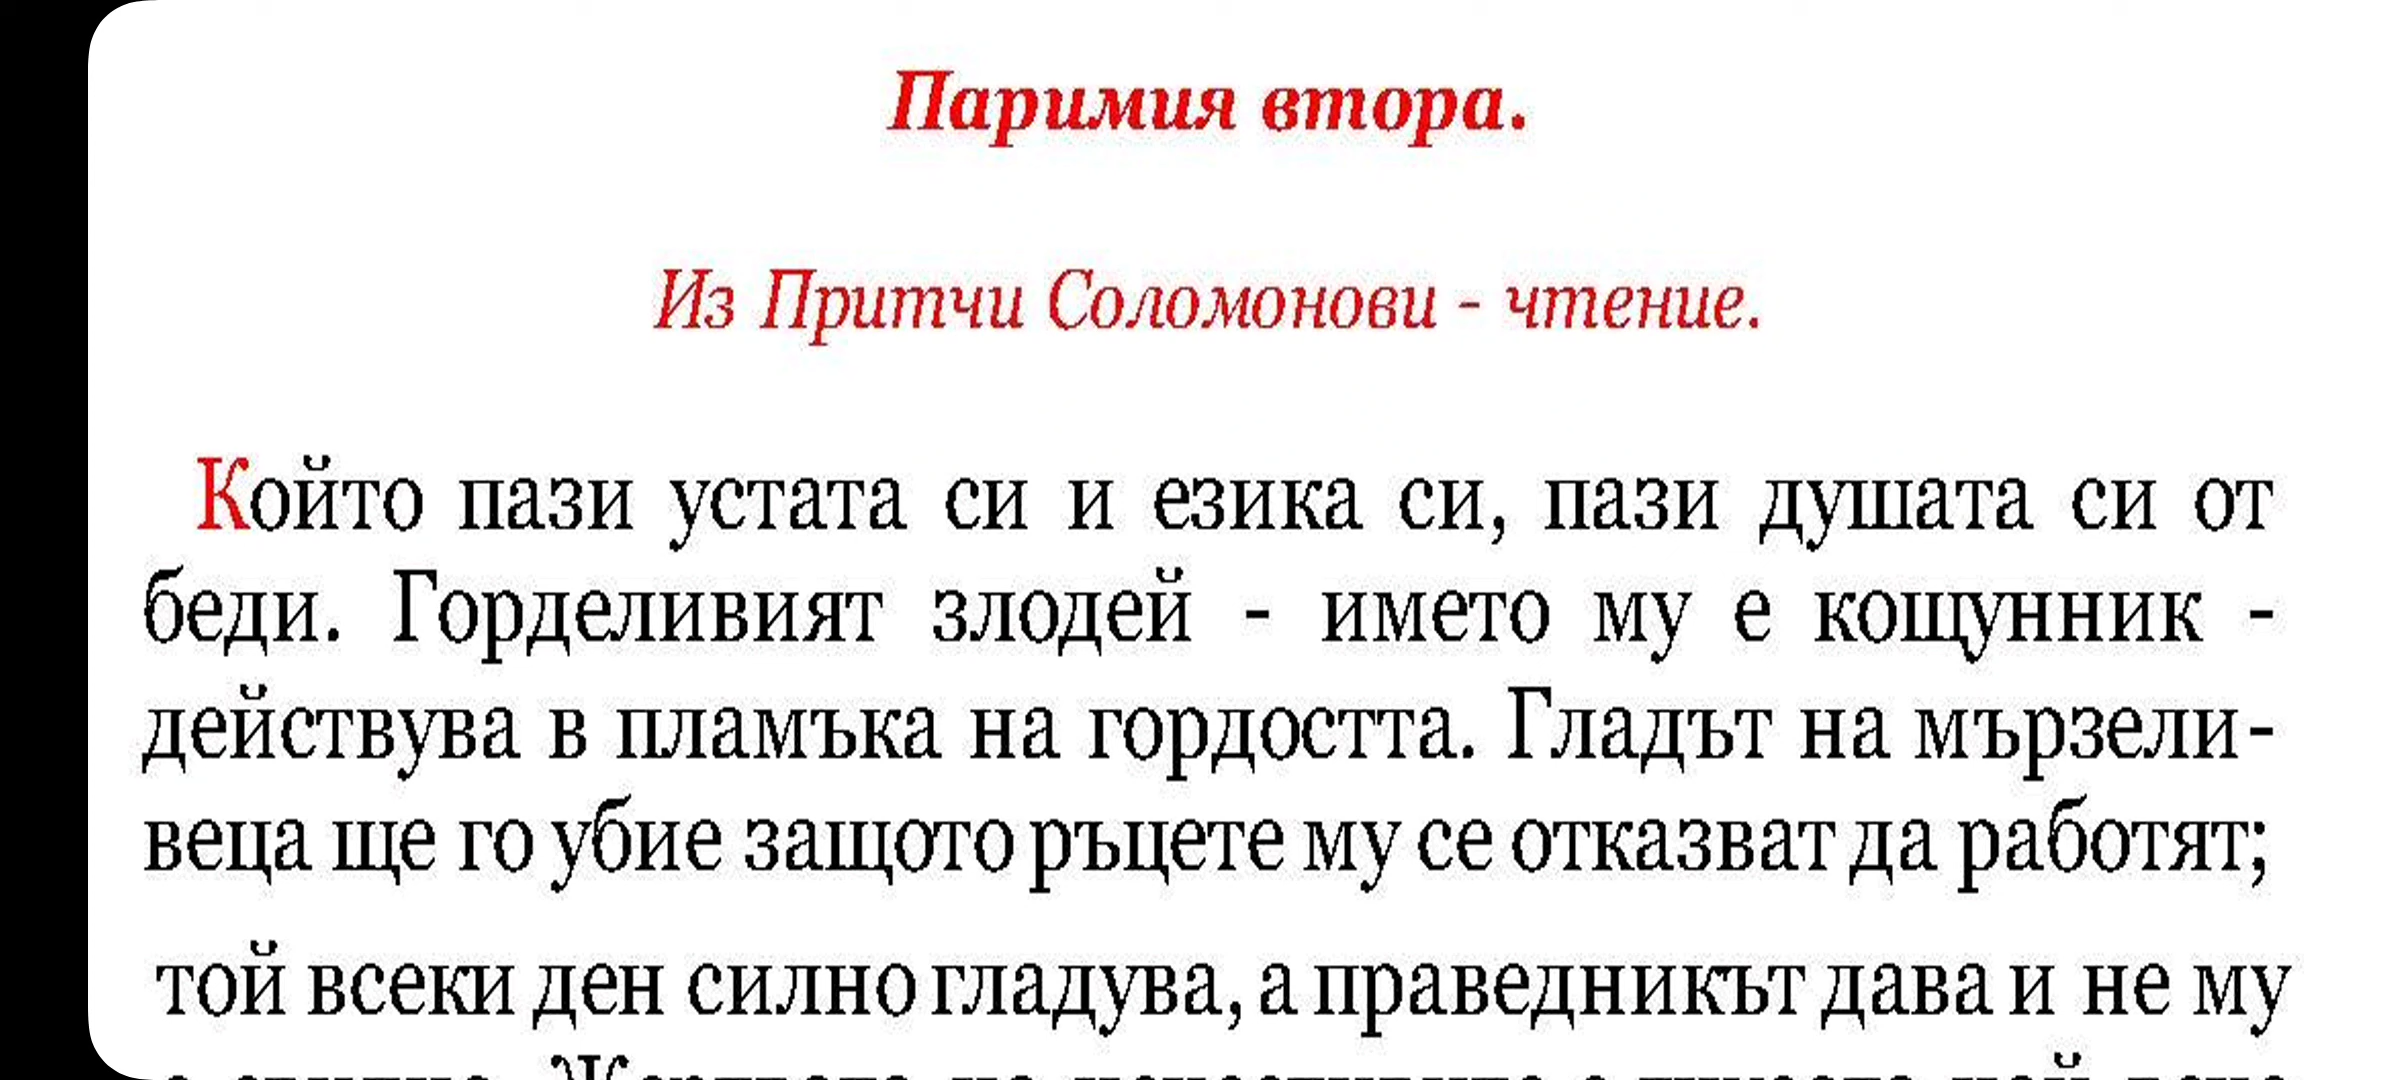 Паримия втора.
Из Притчи Соломонови - чтение.
Който пази устата си и езика си, пази душата си от
беди. Горделивият злодей - името му е кощунник -
действува в пламъка на гордостта. Гладът на мързели-
веца ще го убие защото ръцете му се отказват да работят;
той всеки ден силно гладува, а праведникът дава и не му